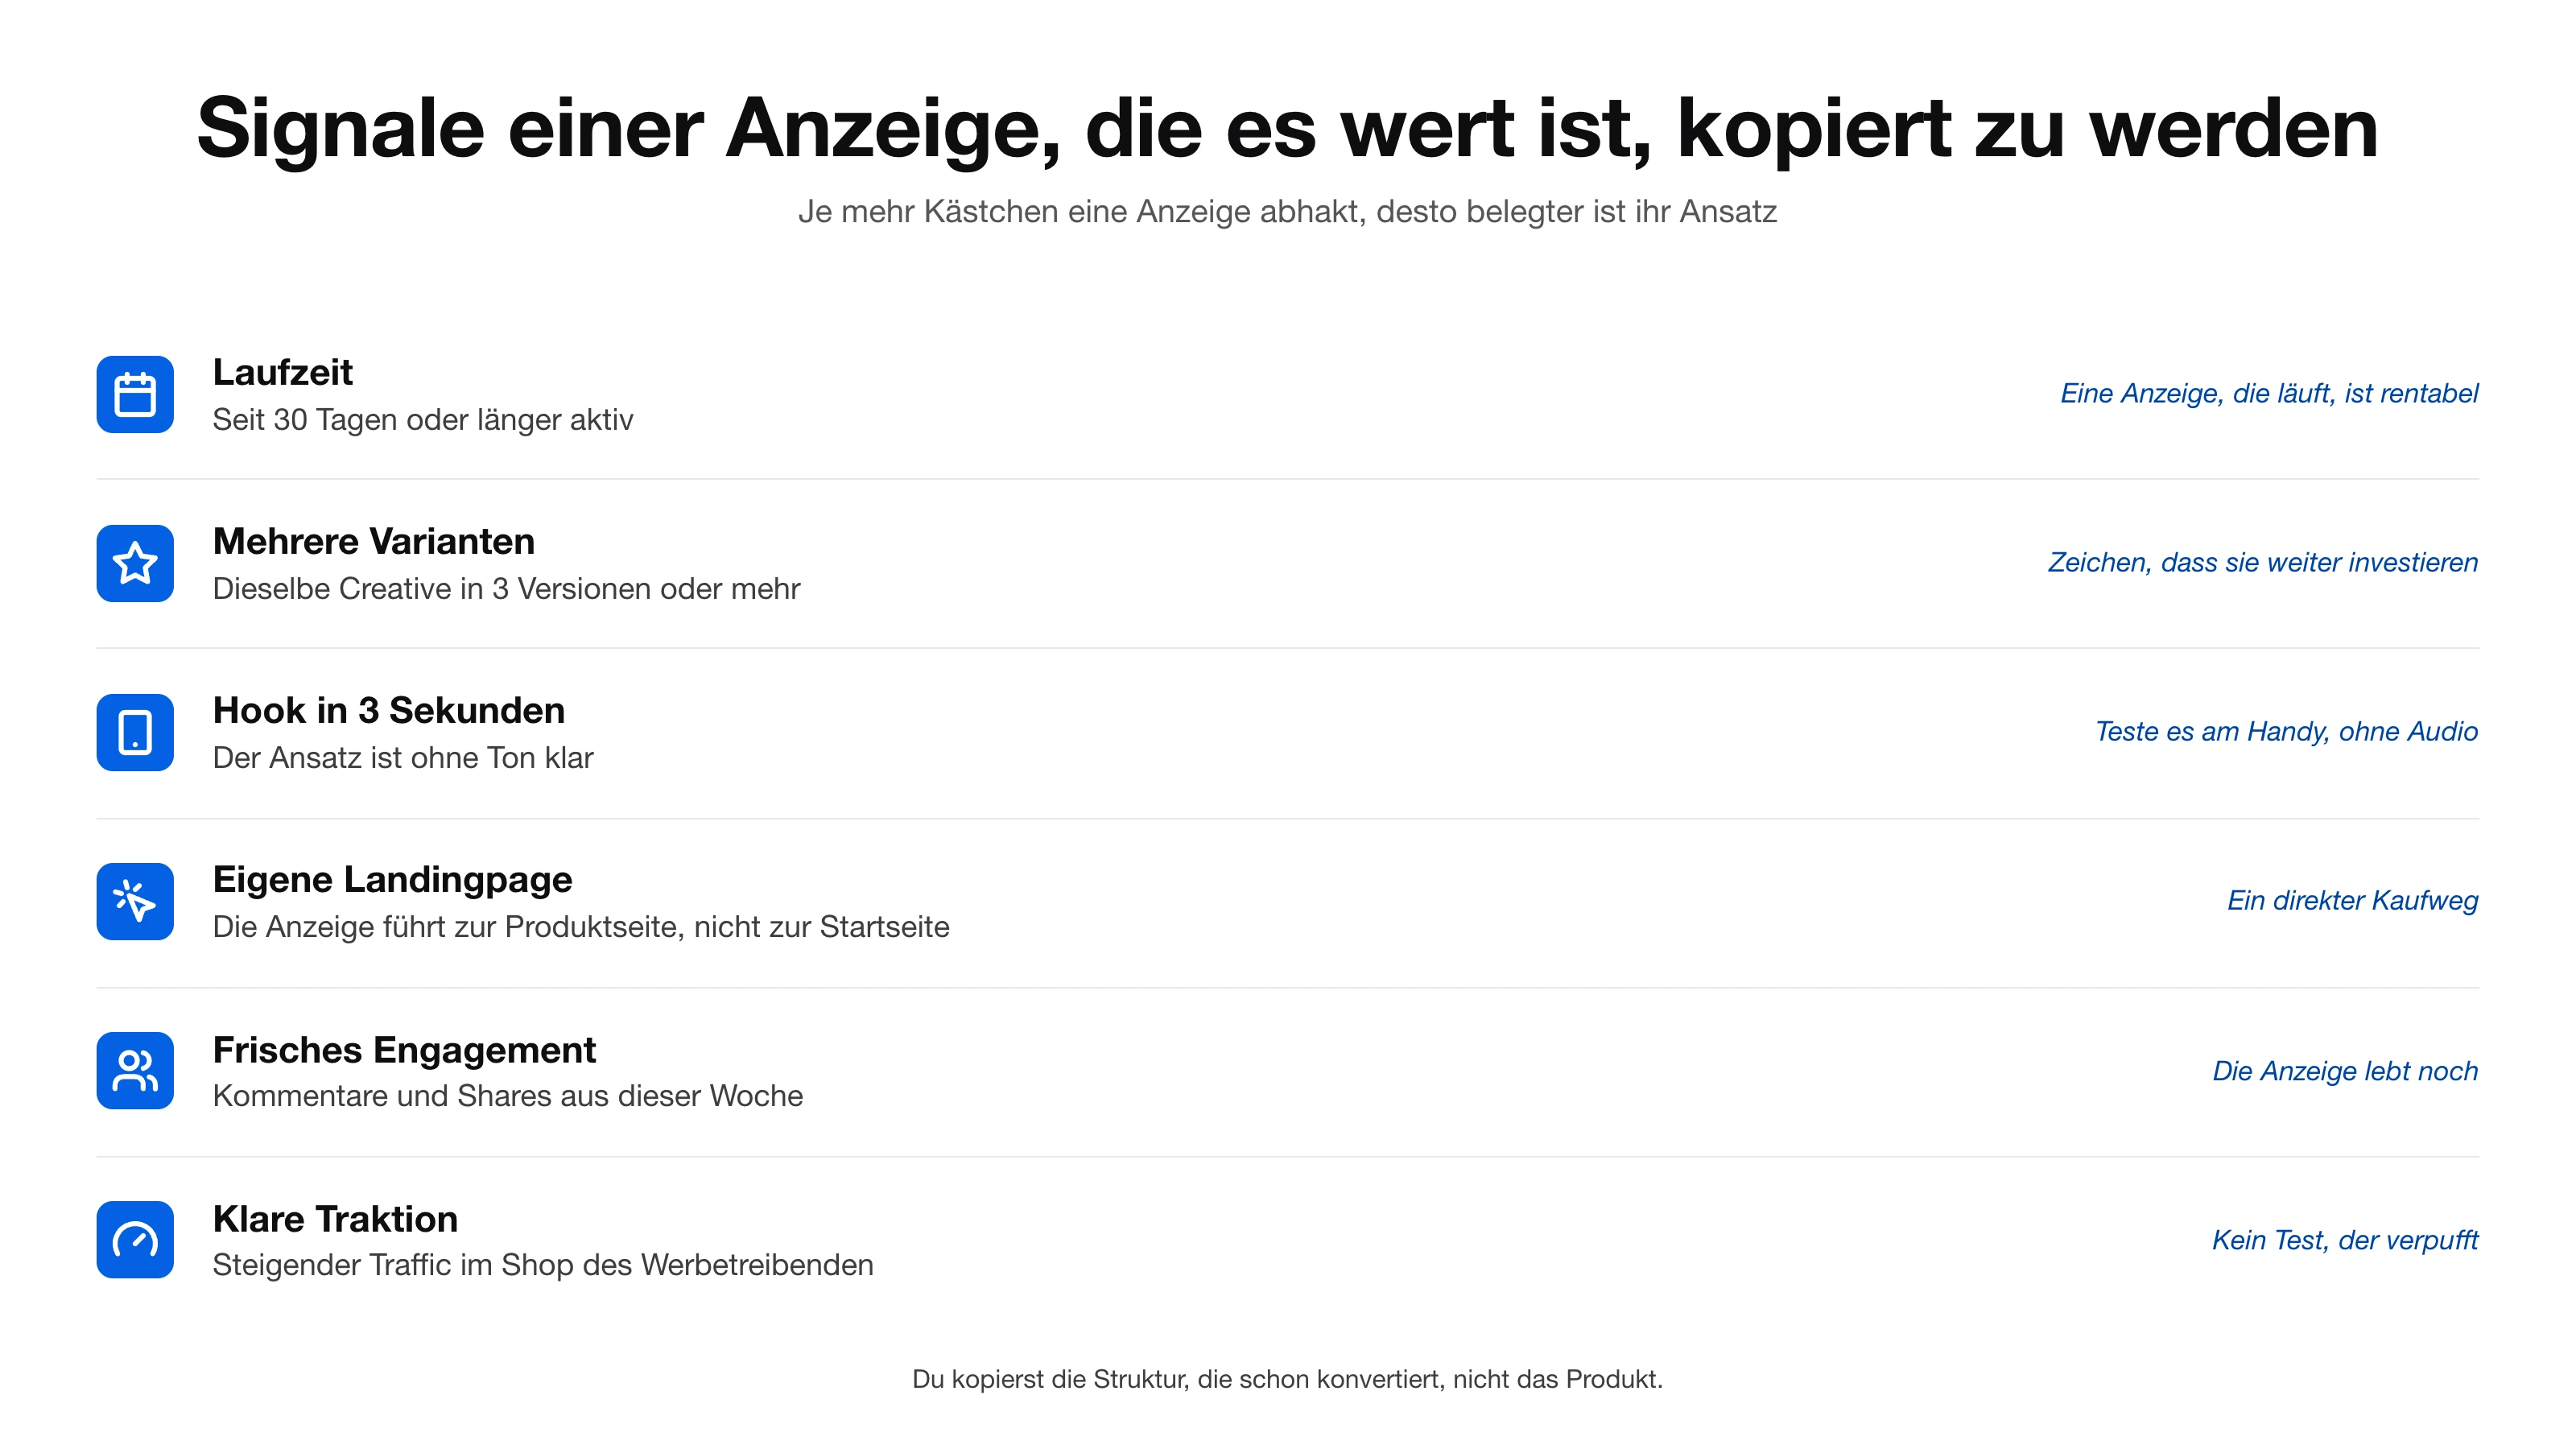 Signale einer Anzeige, die es wert ist, kopiert zu werden
Je mehr Kästchen eine Anzeige abhakt, desto belegter ist ihr Ansatz
Laufzeit
Seit 30 Tagen oder länger aktiv
Eine Anzeige, die läuft, ist rentabel
Mehrere Varianten
Dieselbe Creative in 3 Versionen oder mehr
Zeichen, dass sie weiter investieren
Hook in 3 Sekunden
Der Ansatz ist ohne Ton klar
Teste es am Handy, ohne Audio
Eigene Landingpage
Die Anzeige führt zur Produktseite, nicht zur Startseite
Ein direkter Kaufweg
Frisches Engagement
Kommentare und Shares aus dieser Woche
Die Anzeige lebt noch
Klare Traktion
Steigender Traffic im Shop des Werbetreibenden
Kein Test, der verpufft
Du kopierst die Struktur, die schon konvertiert, nicht das Produkt.